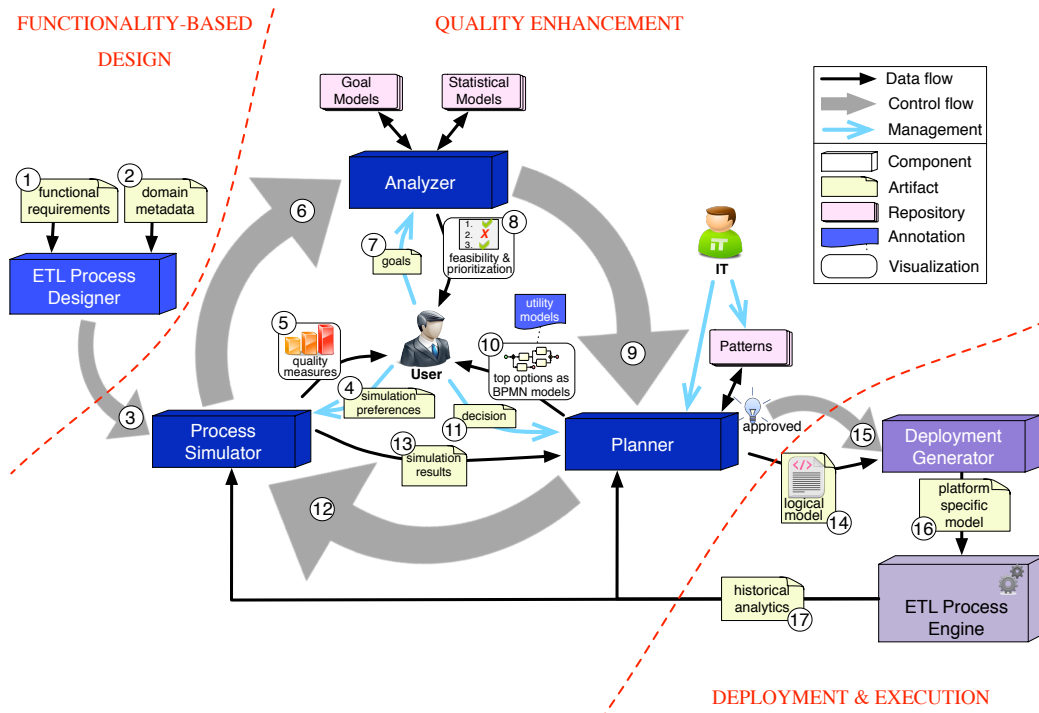 FUNCTIONALITY-BASED
DESIGN
QUALITY ENHANCEMENT
Goal
Models
Statistical
Models
Data flow
Control flow
Management
Component
Artifact
Repository
Annotation
Visualization
1
functional
requirements
2
domain
metadata
ETL Process
Designer
3
Analyzer
6
7
goals
8
1.
2.
3.
feasibility &
prioritization
IT
IT
utility
models
5
quality
measures
User
10
top options as
BPMN models
9
Patterns
4
simulation
preferences
decision
11
Process
Simulator
13
simulation
results
Planner
approved
15
Deployment
Generator
</>
logical
model
14
platform
specific
model
16
12
historical
analytics
17
ETL Process
Engine
DEPLOYMENT & EXECUTION